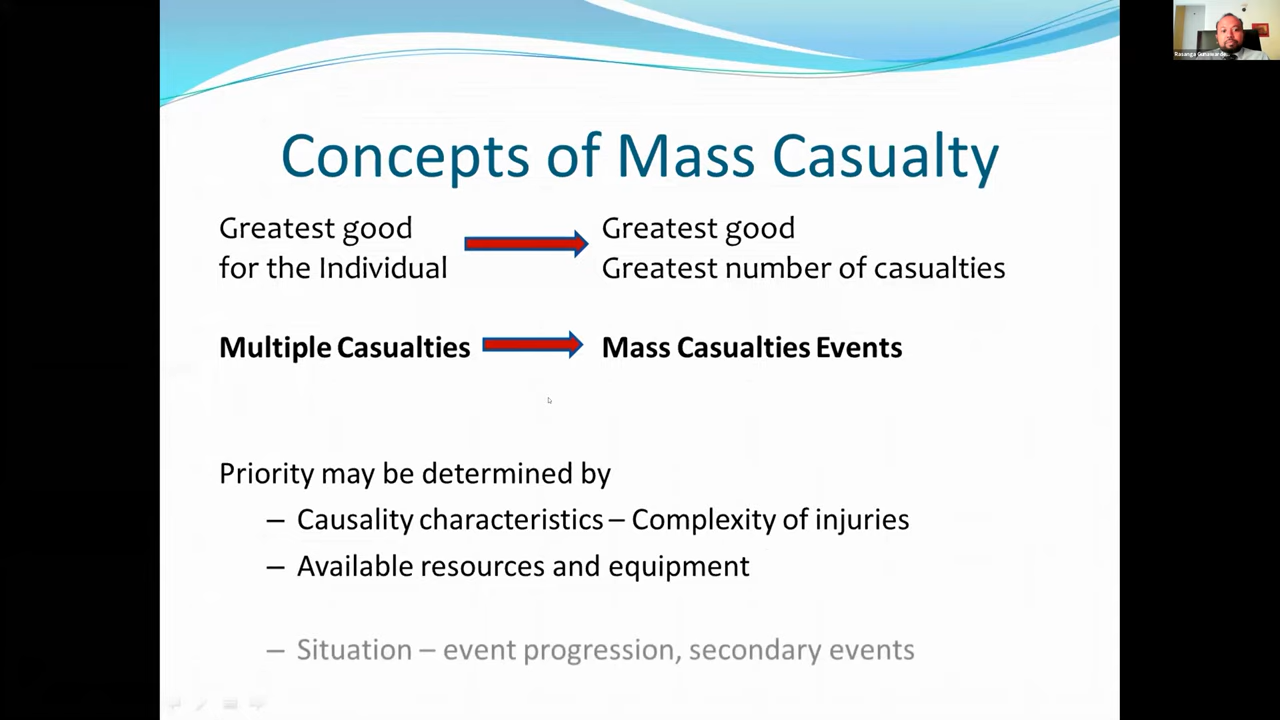 Concepts of Mass Casualty
Greatest good
for the Individual
Greatest good
Greatest number of casualties
Multiple Casualties
Mass Casualties Events
Priority may be determined by
– Causality characteristics – Complexity of injuries
– Available resources and equipment
– Situation – event progression, secondary events
Rasanga